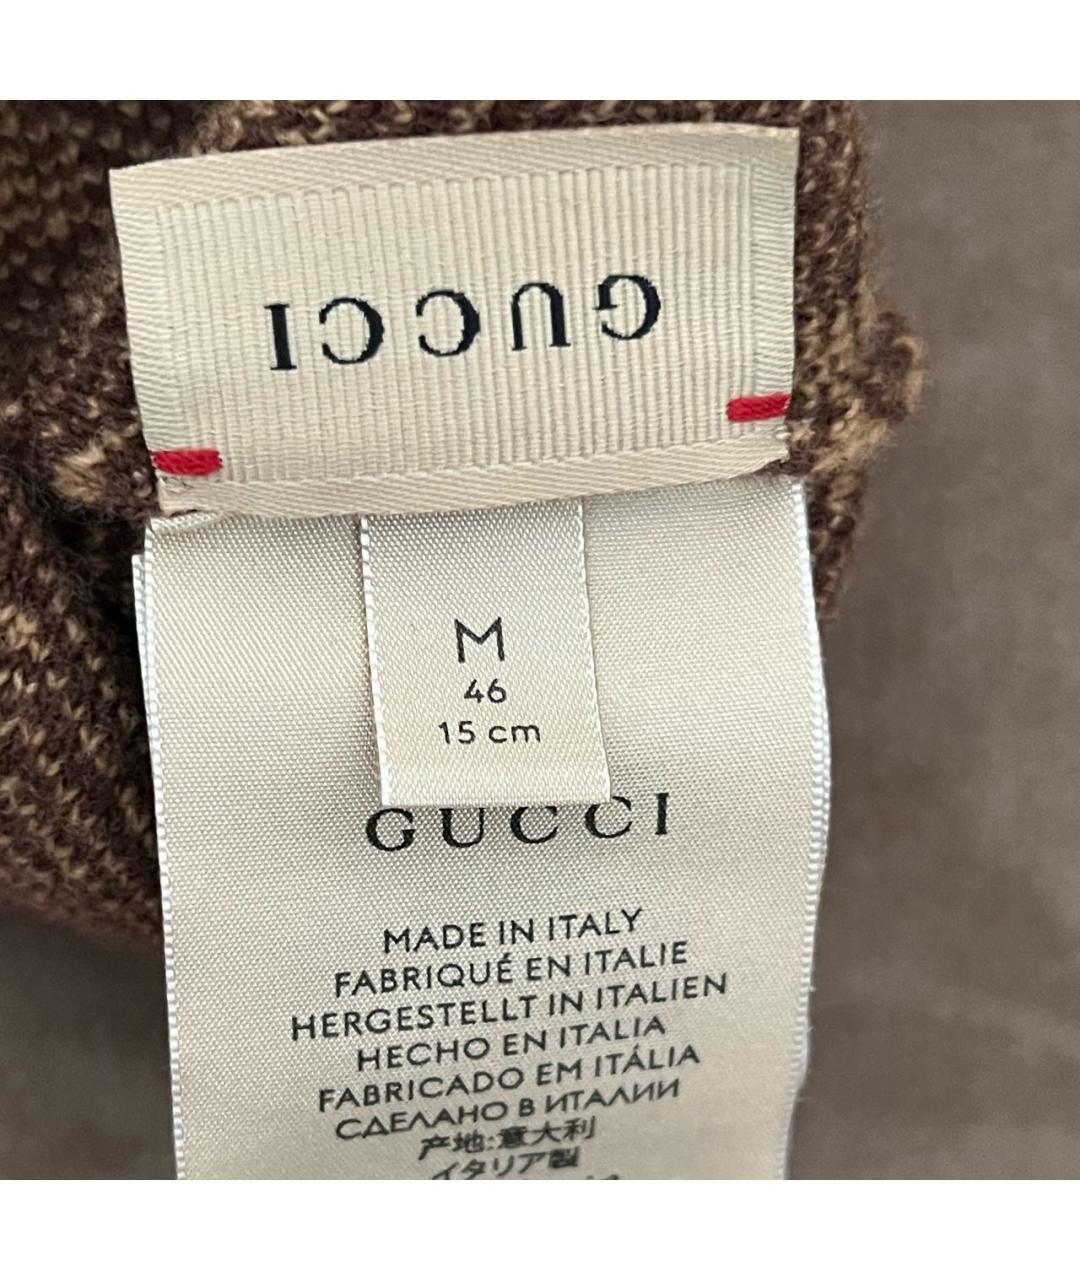 GUCCI
M
46
15 cm
GUCCI
MADE IN ITALY
FABRIQUÉ EN ITALIE
HERGESTELLT IN ITALIEN
HECHO EN ITALIA
FABRICADO EM ITÁLIA
СДЕЛАНО В ИТАЛИИ
产地:意大利
イタリア製